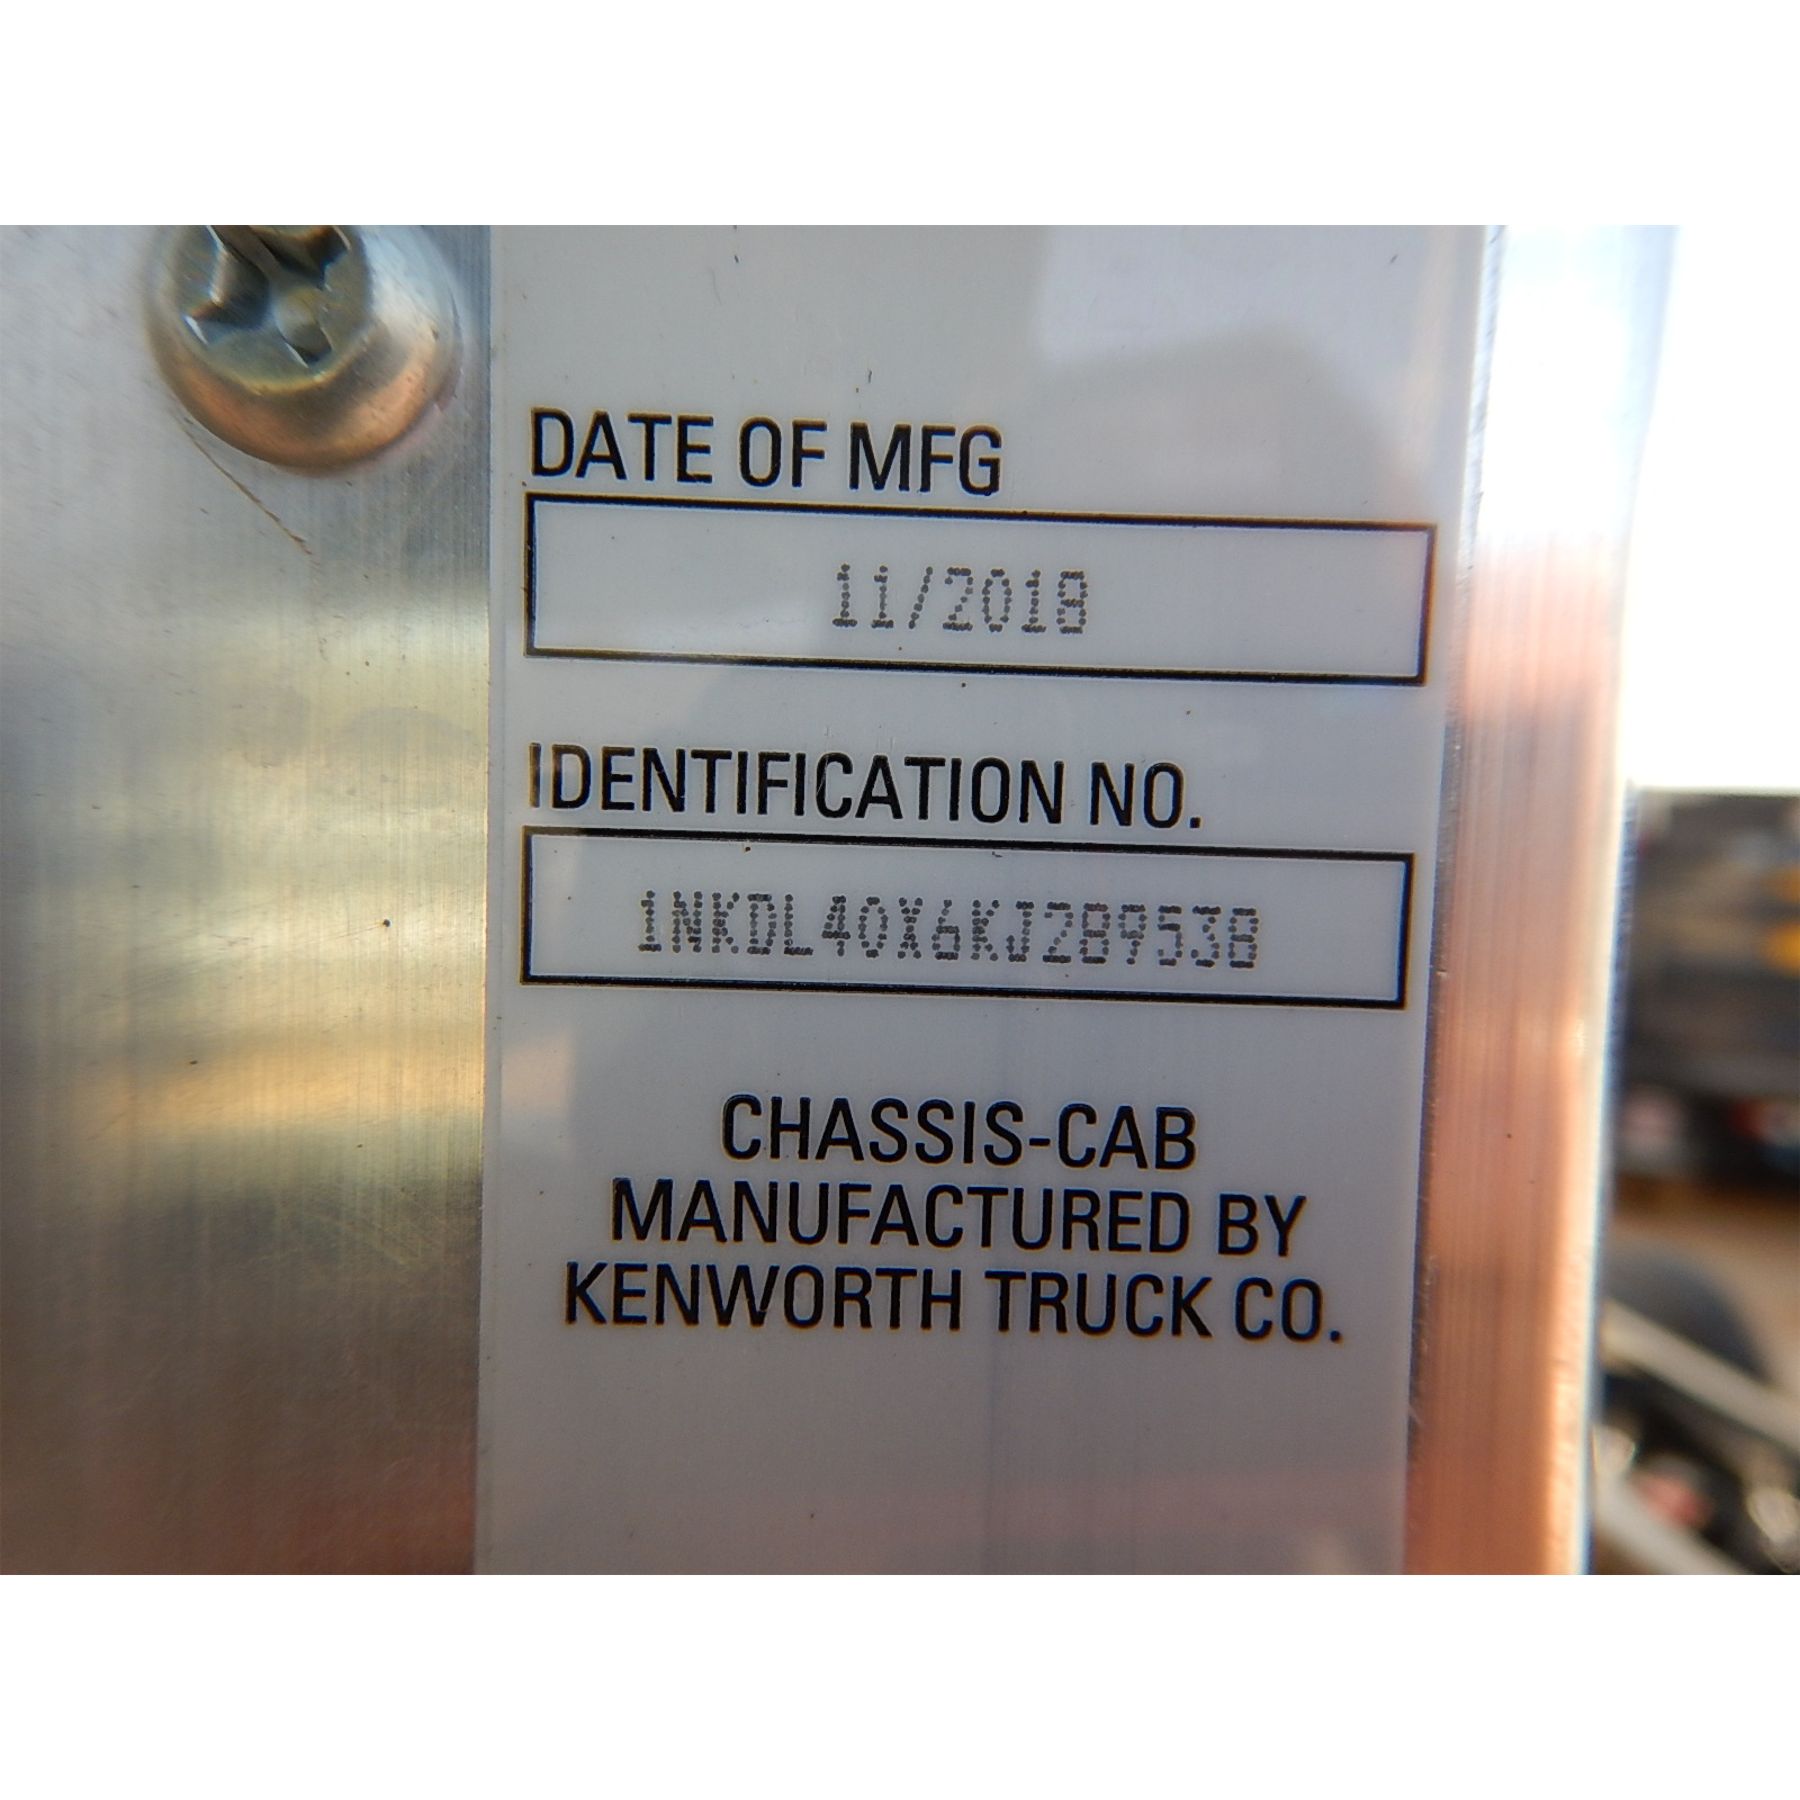 DATE OF MFG
11/2018
IDENTIFICATION NO.
1NKDL40X6KJ289538
CHASSIS-CAB
MANUFACTURED BY
KENWORTH TRUCK CO.